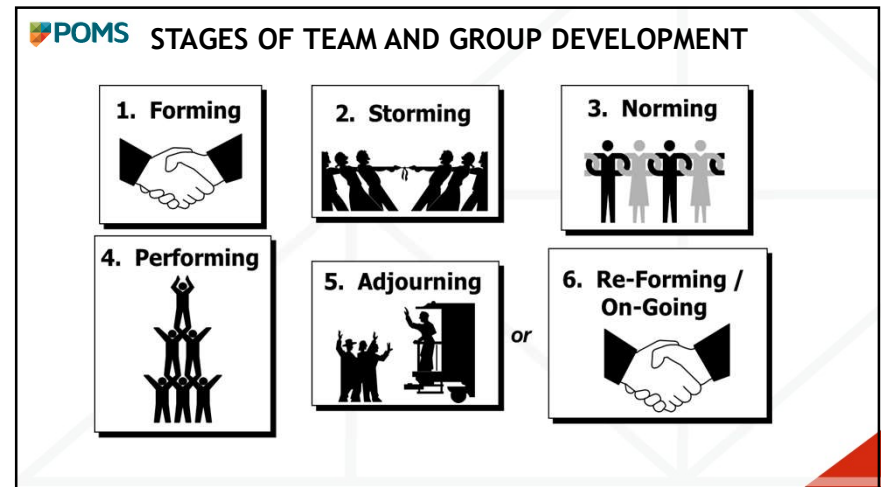 POMS
STAGES OF TEAM AND GROUP DEVELOPMENT
1. Forming
2. Storming
3. Norming
4. Performing
5. Adjourning
or
6. Re-Forming /
On-Going